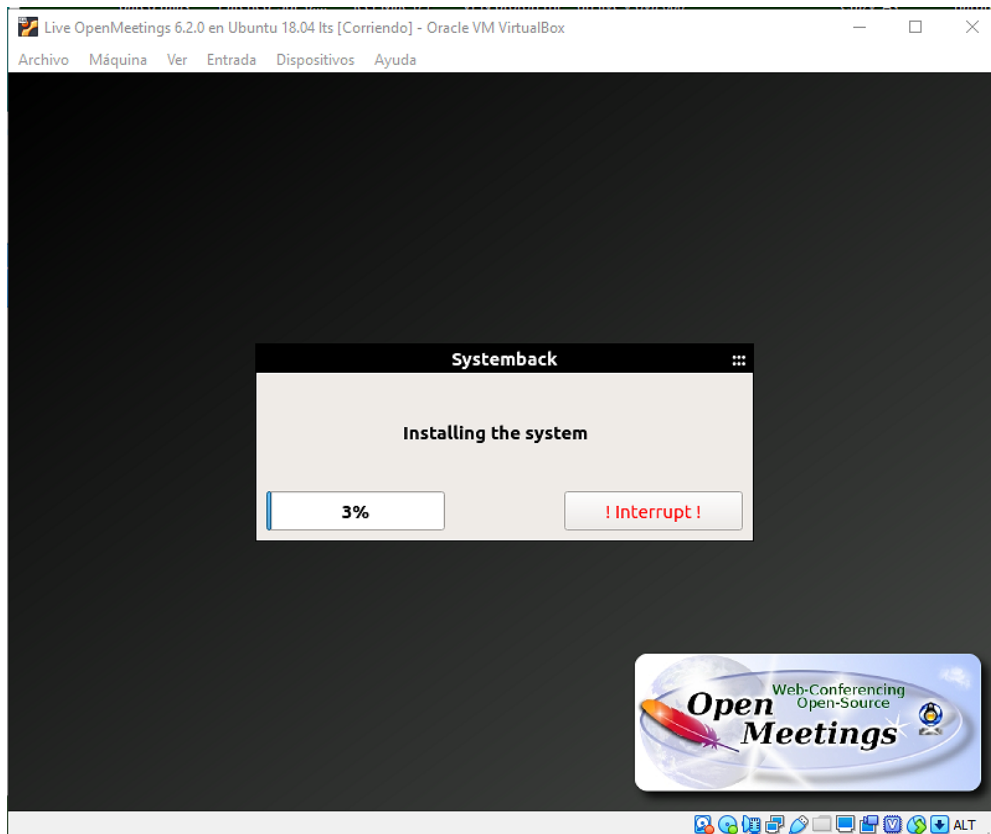 Live OpenMeetings 6.2.0 en Ubuntu 18.04 lts [Corriendo] - Oracle VM VirtualBox
Archivo Máquina Ver Entrada Dispositivos Ayuda
Systemback
Installing the system
3% ! Interrupt !
Web-Conferencing
Open-Source
Open
Meetings
ALT